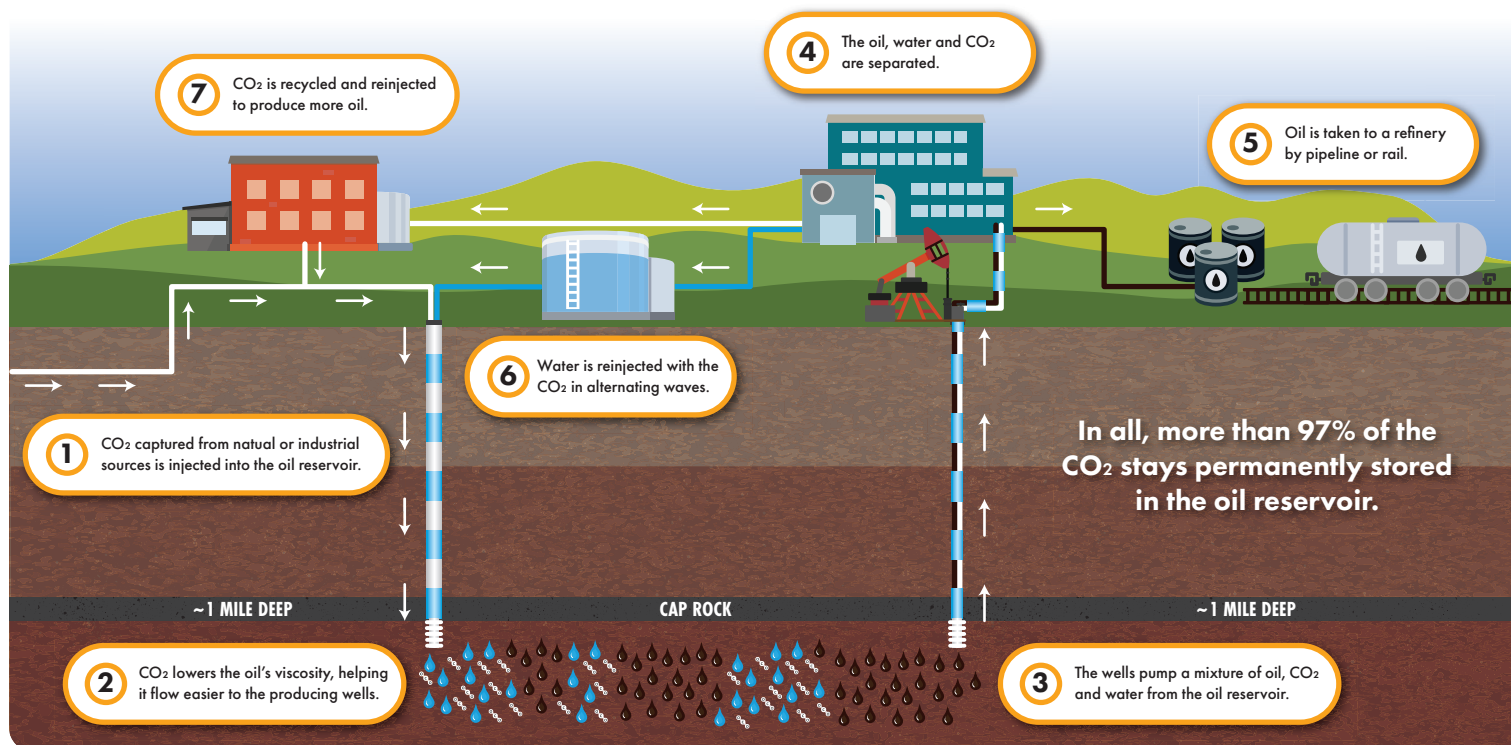 1
CO₂ captured from natual or industrial
sources is injected into the oil reservoir.
2
CO₂ lowers the oil's viscosity, helping
it flow easier to the producing wells.
3
The wells pump a mixture of oil, CO₂
and water from the oil reservoir.
4
The oil, water and CO₂
are separated.
5
Oil is taken to a refinery
by pipeline or rail.
6
Water is reinjected with the
CO₂ in alternating waves.
7
CO₂ is recycled and reinjected
to produce more oil.
In all, more than 97% of the
CO₂ stays permanently stored
in the oil reservoir.
~1 MILE DEEP
CAP ROCK
~1 MILE DEEP